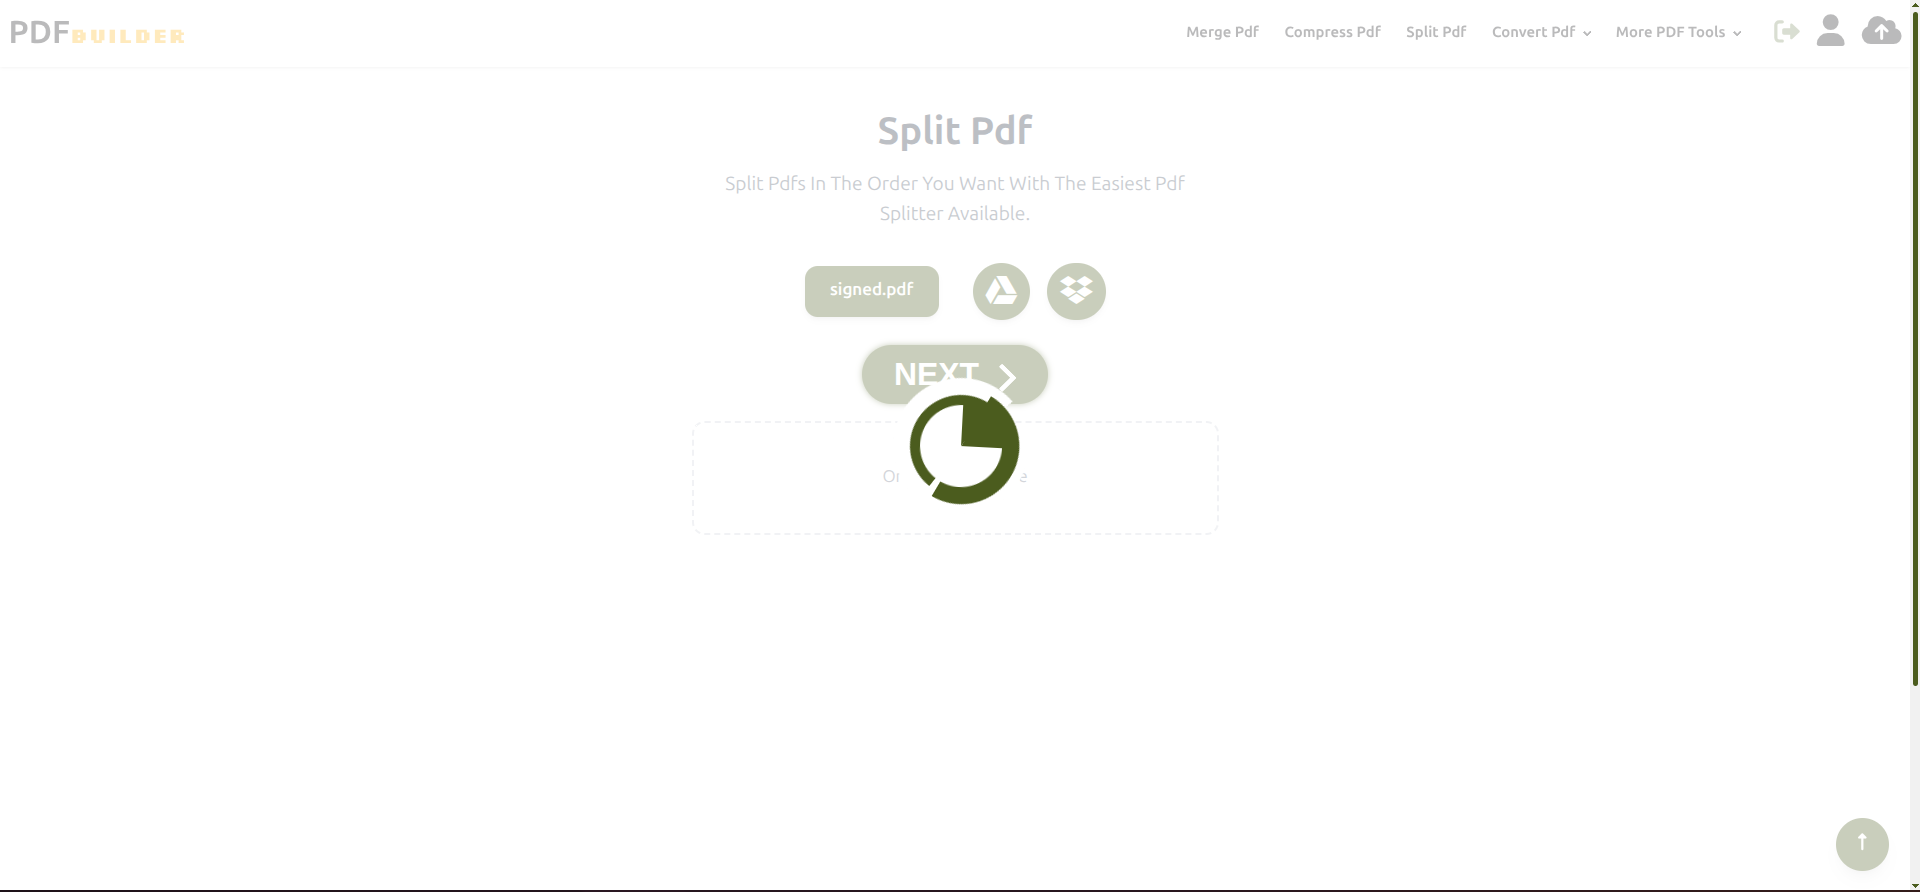 PDFBUILDER
Merge Pdf
Compress Pdf
Split Pdf
Convert Pdf
More PDF Tools
Split Pdf
Split Pdfs In The Order You Want With The Easiest Pdf
Splitter Available.
signed.pdf
NEXT
Or